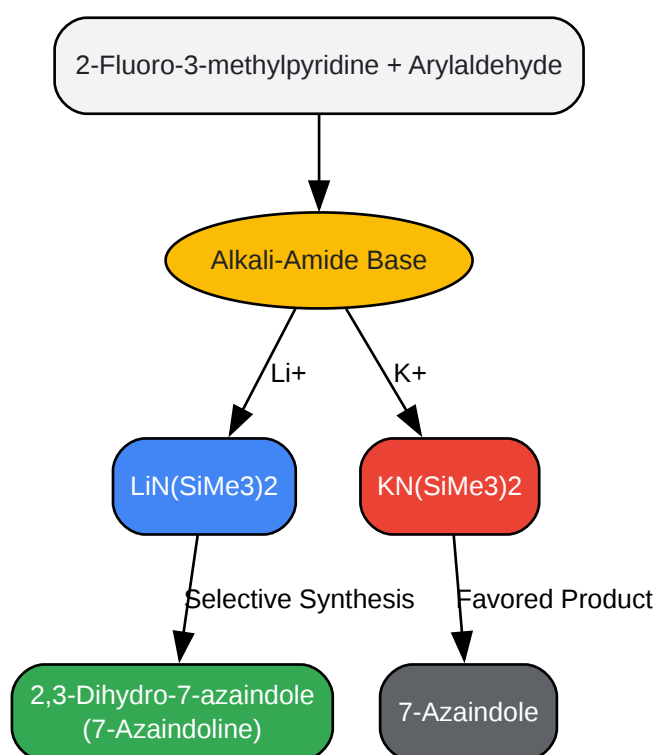 2-Fluoro-3-methylpyridine + Arylaldehyde
Alkali-Amide Base
Li+
K+
LiN(SiMe3)2
KN(SiMe3)2
Selective Synthesis
Favored Product
2,3-Dihydro-7-azaindole
(7-Azaindoline)
7-Azaindole